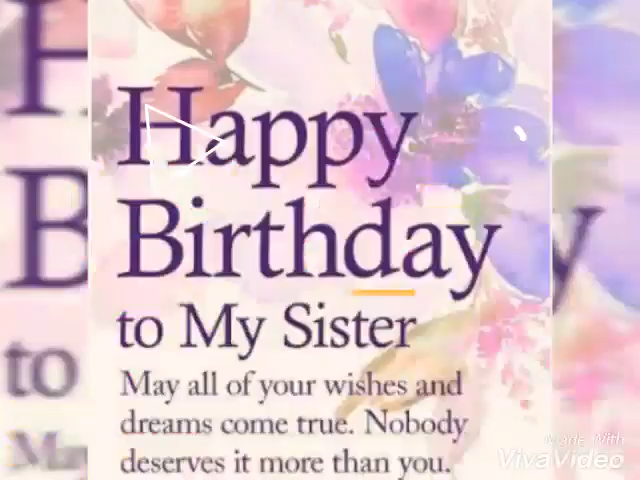 Happy
Birthday
to My Sister
May all of your wishes and
dreams come true. Nobody
deserves it more than you.
Made With
VivaVideo